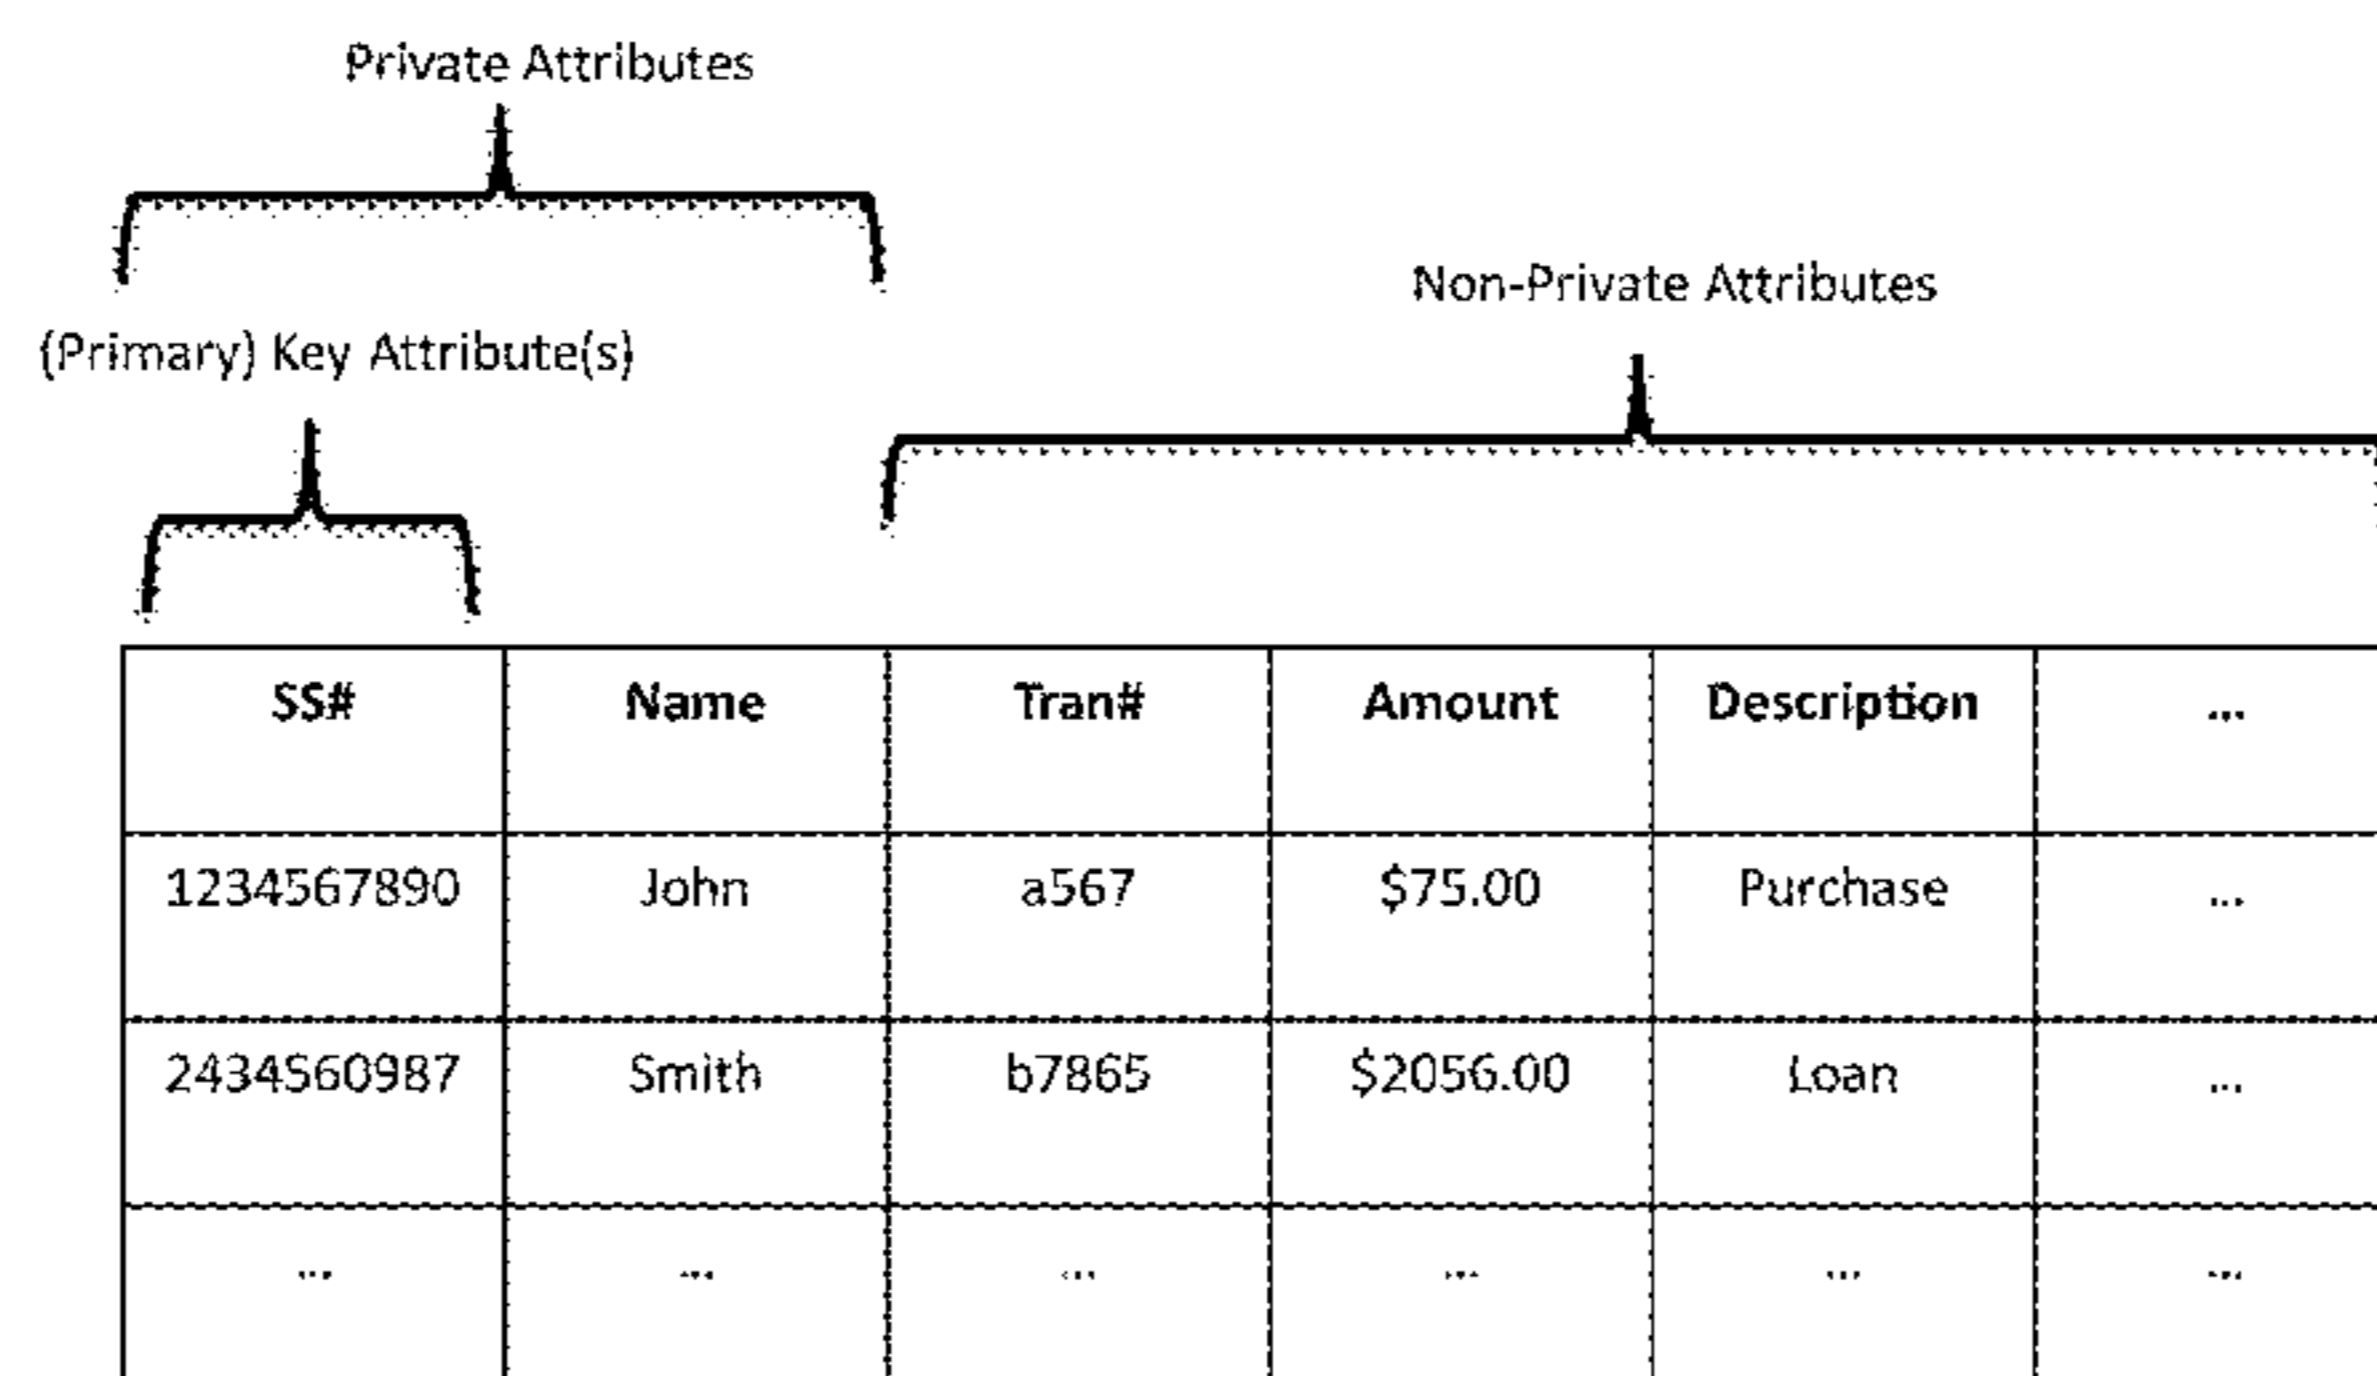 Private Attributes
Non-Private Attributes
(Primary) Key Attribute(s)
SS# Name Tran# Amount Description ...
1234567890 John a567 $75.00 Purchase ...
2434560987 Smith b7865 $2056.00 Loan ...
... ... ... ... ... ...